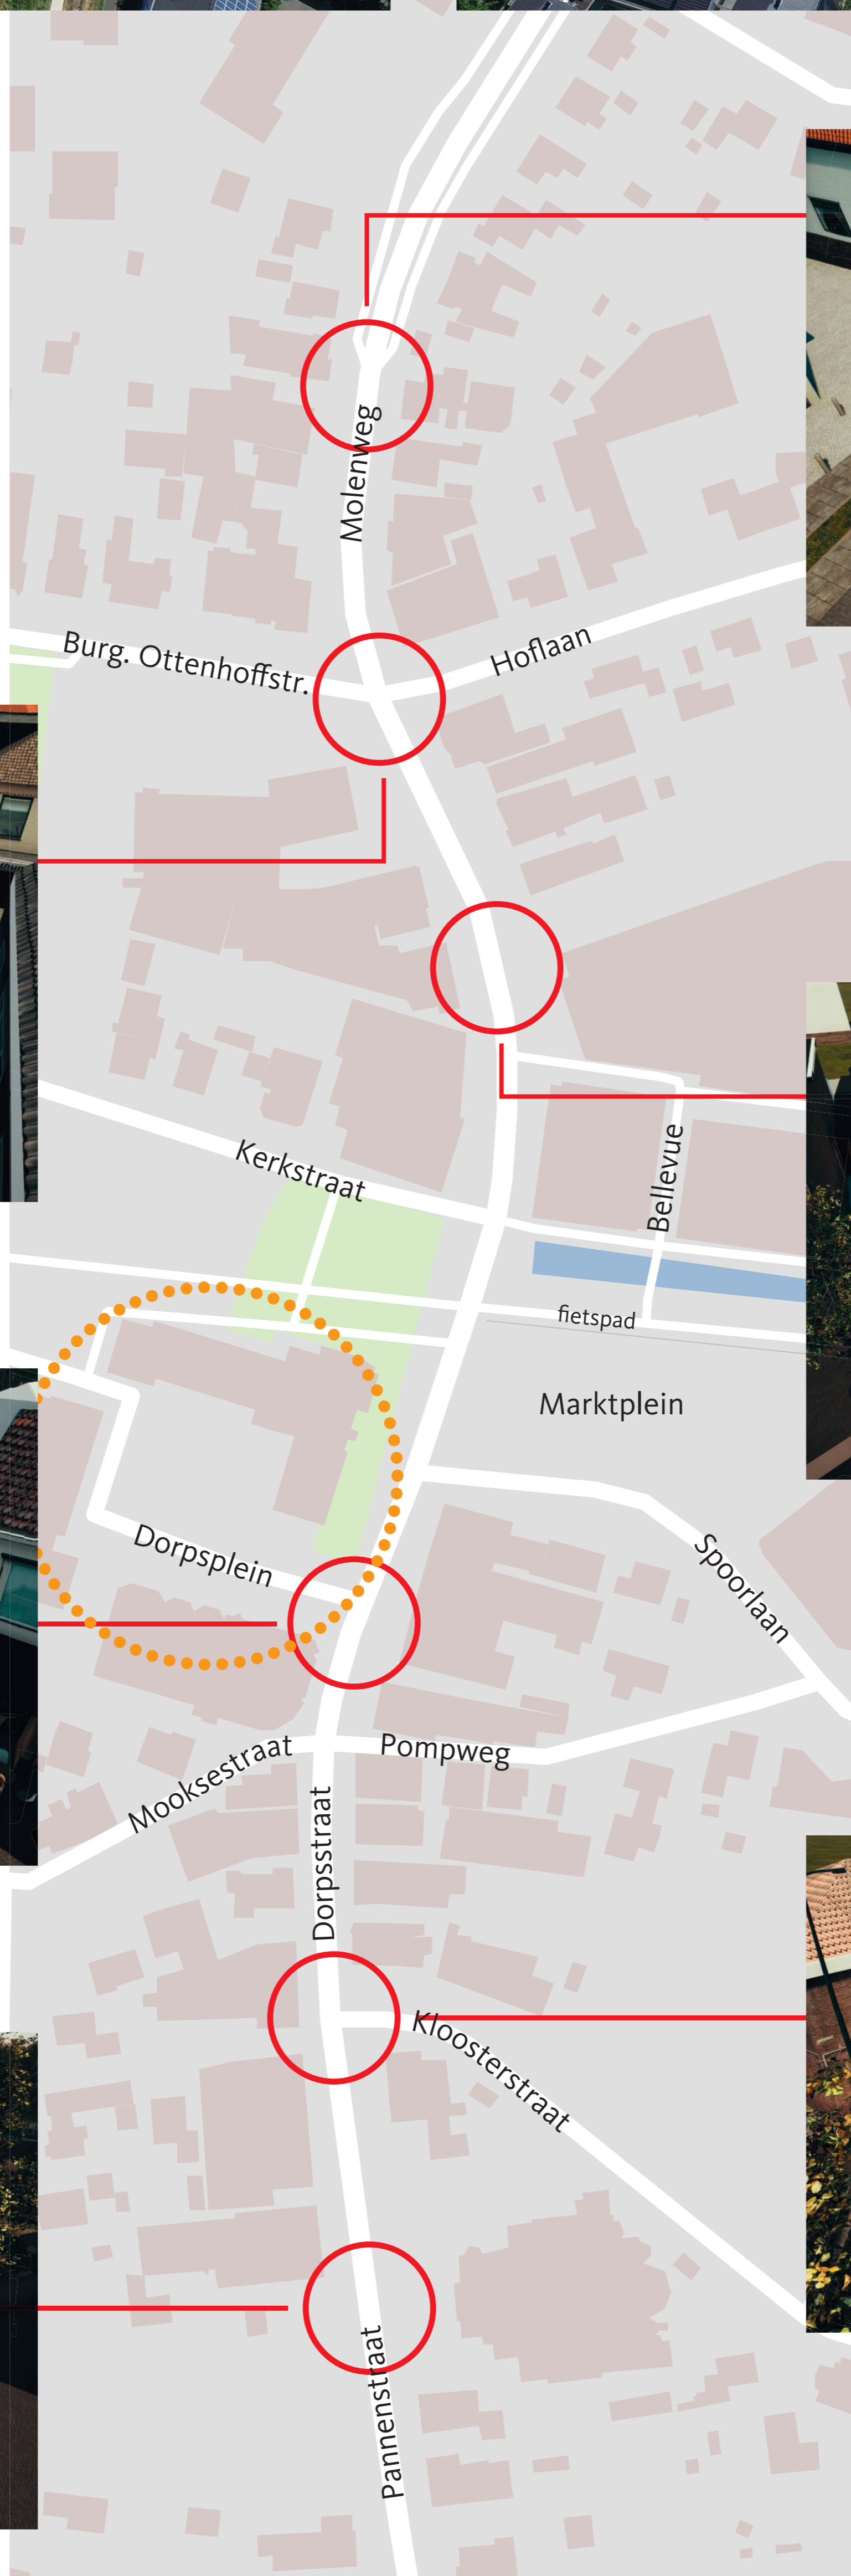 Molenweg
Burg. Ottenhoffstr.
Hoflaan
Kerkstraat
Bellevue
fietspad
Marktplein
Dorpsplein
Spoorlaan
Mooksestraat
Pompweg
Dorpsstraat
Kloosterstraat
Pannenstraat